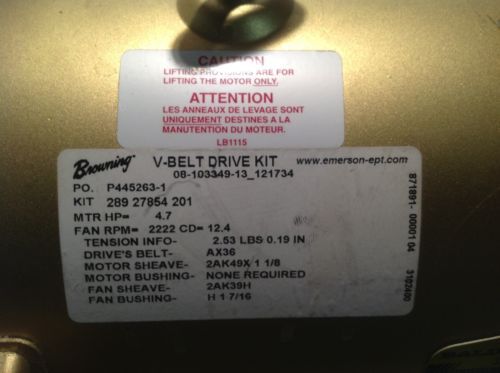 CAUTION
LIFTING PROVISIONS ARE FOR
LIFTING THE MOTOR ONLY.
ATTENTION
LES ANNEAUX DE LEVAGE SONT
UNIQUEMENT DESTINES A LA
MANUTENTION DU MOTEUR.
LB1115
Browning V-BELT DRIVE KIT www.emerson-ept.com
08-103349-13_121734
PO. P445263-1
KIT 289 27854 201
MTR HP= 4.7
FAN RPM= 2222 CD= 12.4
TENSION INFO- 2.53 LBS 0.19 IN
DRIVE'S BELT- AX36
MOTOR SHEAVE- 2AK49X 1 1/8
MOTOR BUSHING- NONE REQUIRED
FAN SHEAVE- 2AK39H
FAN BUSHING- H 1 7/16
871891- 0000104
3102400